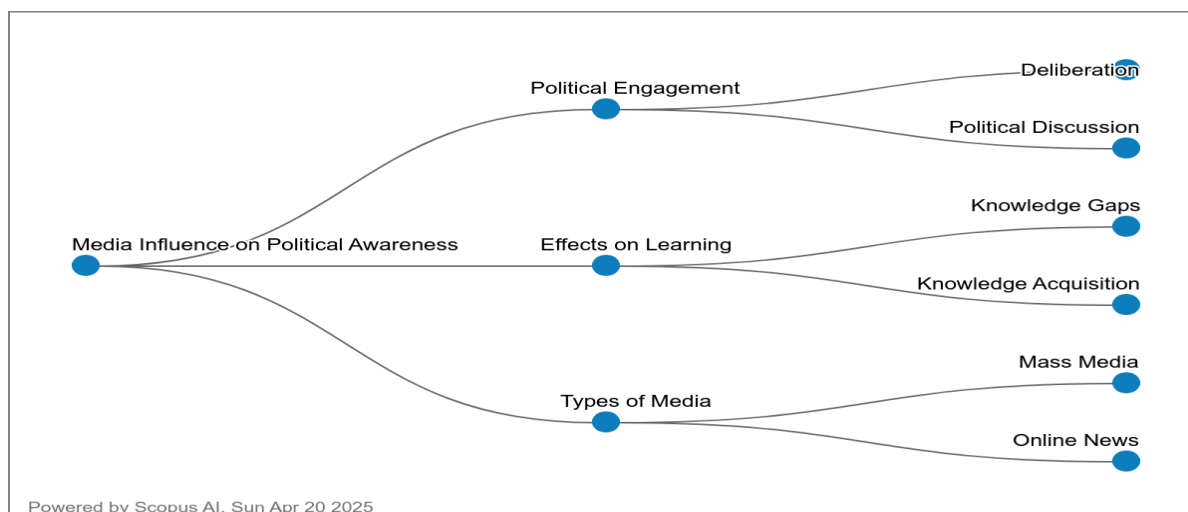 Deliberation
Political Engagement
Political Discussion
Knowledge Gaps
Media Influence on Political Awareness
Effects on Learning
Knowledge Acquisition
Mass Media
Types of Media
Online News
Powered by Scopus AI, Sun Apr 20 2025